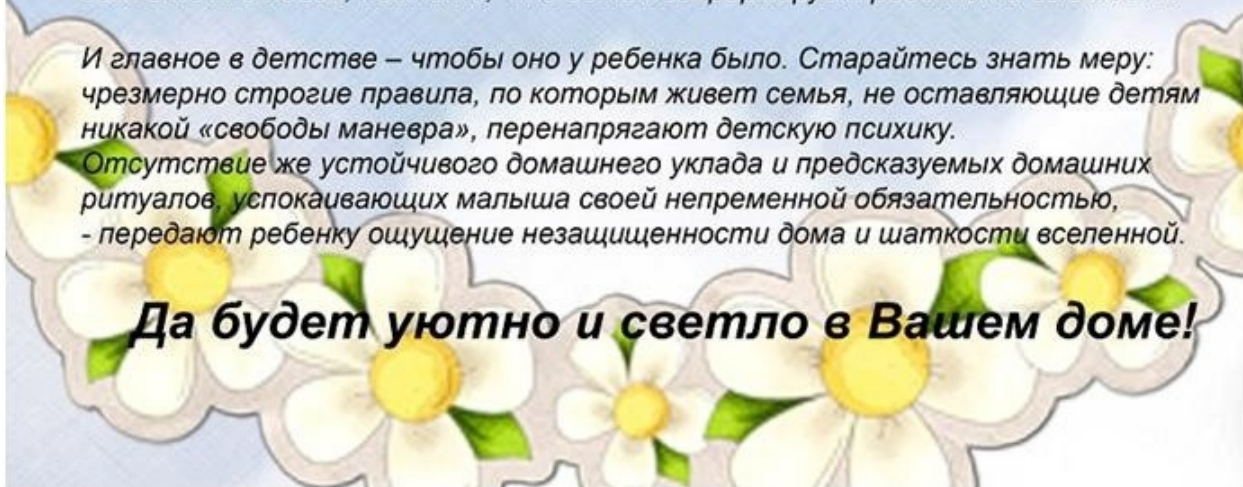 И главное в детстве – чтобы оно у ребенка было. Старайтесь знать меру:
чрезмерно строгие правила, по которым живет семья, не оставляющие детям
никакой «свободы маневра», перенапрягают детскую психику.
Отсутствие же устойчивого домашнего уклада и предсказуемых домашних
ритуалов, успокаивающих малыша своей непременной обязательностью,
- передают ребенку ощущение незащищенности дома и шаткости вселенной.
Да будет уютно и светло в Вашем доме!